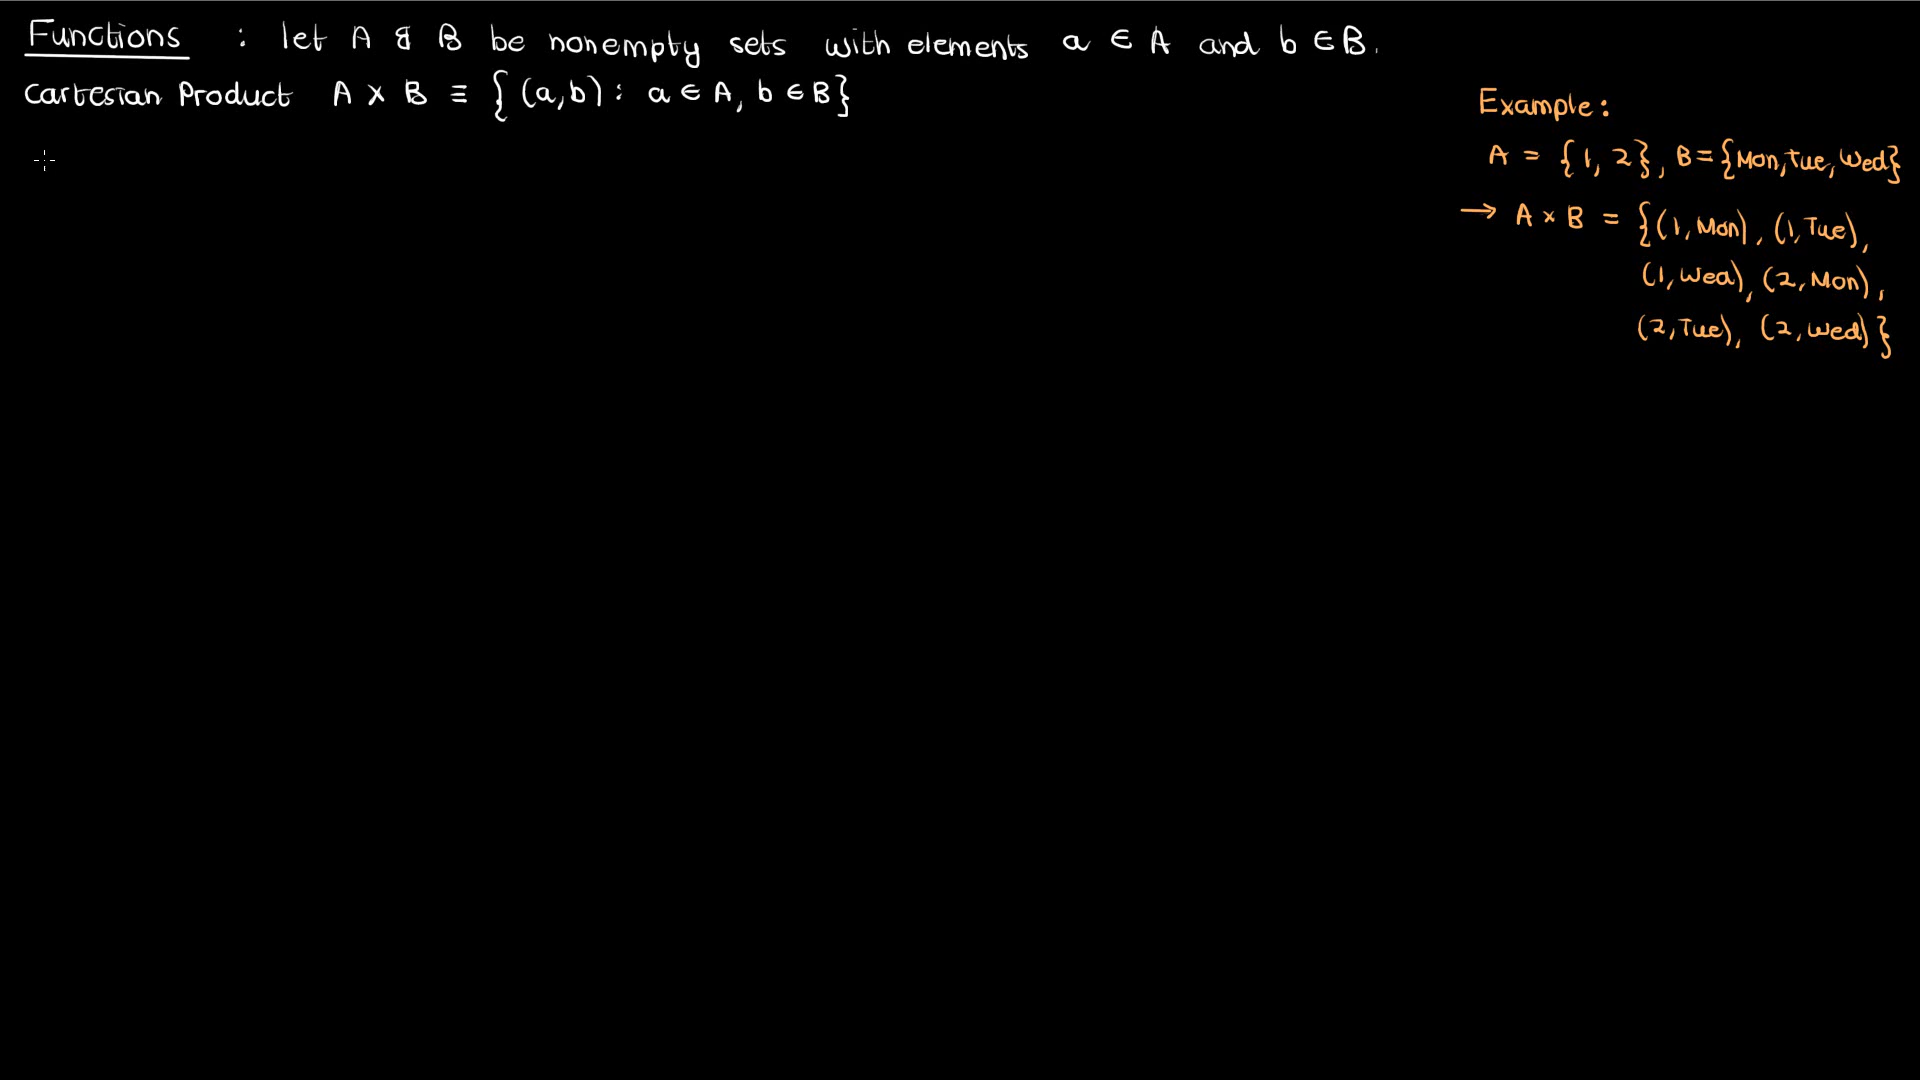 Functions : let A & B be nonempty sets with elements a ∈ A and b ∈ B.
Cartesian Product A × B ≡ {(a,b): a ∈ A, b ∈ B}
Example:
A = {1, 2}, B = {Mon, Tue, Wed}
→ A × B = {(1, Mon), (1, Tue),
(1, Wed), (2, Mon),
(2, Tue), (2, Wed)}